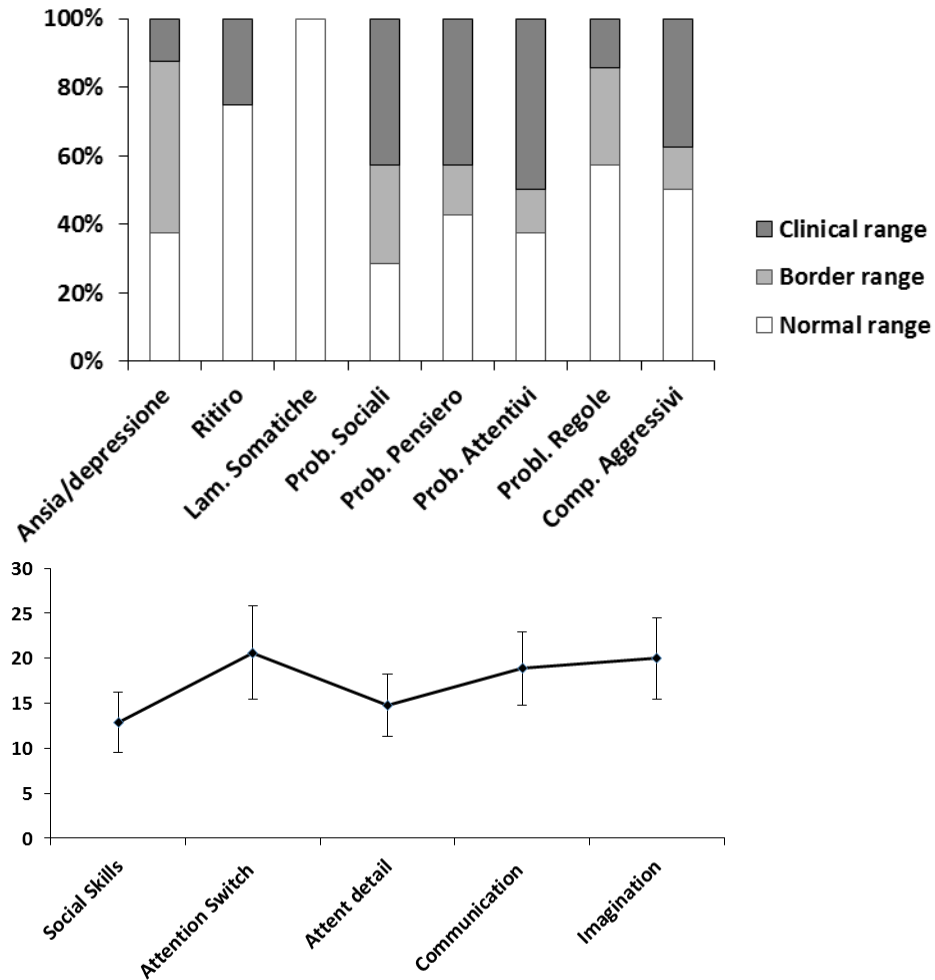 100%
80%
60%
40%
20%
0%
Clinical range
Border range
Normal range
Ansia/depressione
Ritiro
Lam. Somatiche
Prob. Sociali
Prob. Pensiero
Prob. Attentivi
Probl. Regole
Comp. Aggressivi
30
25
20
15
10
5
0
Social Skills
Attention Switch
Attent detail
Communication
Imagination